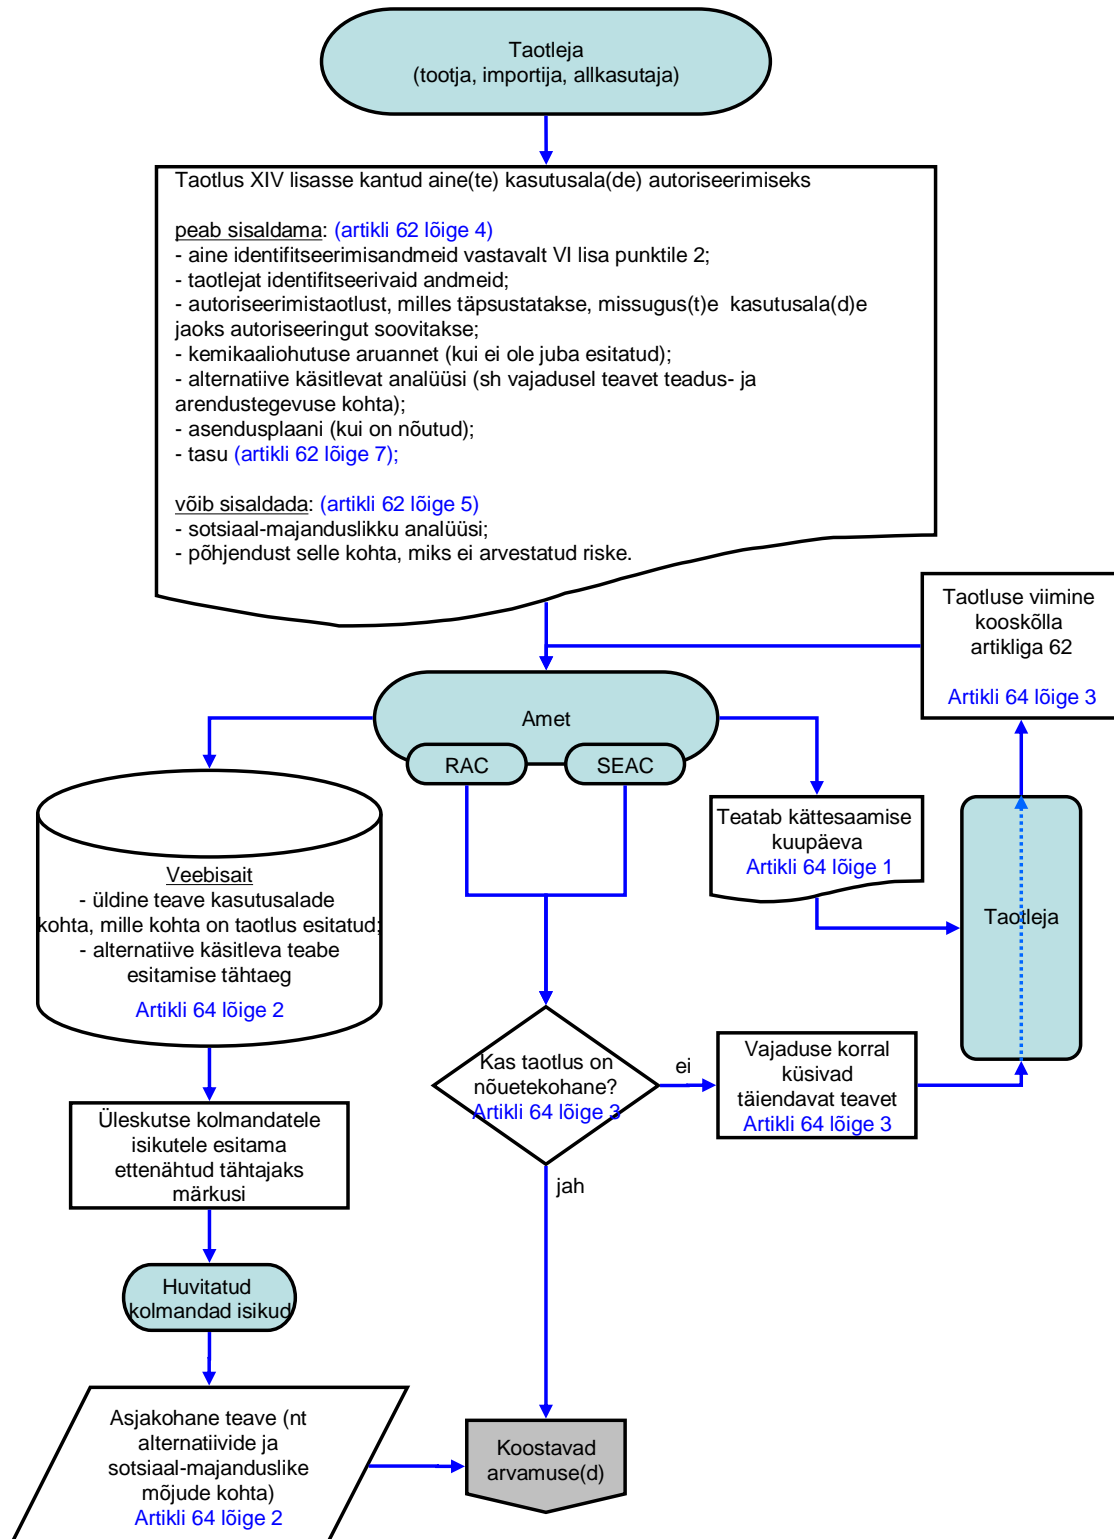 Taotleja
(tootja, importija, allkasutaja)
Taotlus XIV lisasse kantud aine(te) kasutusala(de) autoriseerimiseks
peab sisaldama: (artikli 62 lõige 4)
- aine identifitseerimisandmeid vastavalt VI lisa punktile 2;
- taotlejat identifitseerivaid andmeid;
- autoriseerimistaotlust, milles täpsustatakse, missugus(t)e kasutusala(d)e
jaoks autoriseeringut soovitakse;
- kemikaaliohutuse aruannet (kui ei ole juba esitatud);
- alternatiive käsitlevat analüüsi (sh vajadusel teavet teadus- ja
arendustegevuse kohta);
- asendusplaani (kui on nõutud);
- tasu (artikli 62 lõige 7);
võib sisaldada: (artikli 62 lõige 5)
- sotsiaal-majanduslikku analüüsi;
- põhjendust selle kohta, miks ei arvestatud riske.
Taotluse viimine
kooskõlla
artikliga 62
Artikli 64 lõige 3
Amet
RAC
SEAC
Teatab kättesaamise
kuupäeva
Artikli 64 lõige 1
Taotleja
Veebisait
- üldine teave kasutusalade
kohta, mille kohta on taotlus esitatud;
- alternatiive käsitleva teabe
esitamise tähtaeg
Artikli 64 lõige 2
Kas taotlus on
nõuetekohane?
Artikli 64 lõige 3
ei
Vajaduse korral
küsivad
täiendavat teavet
Artikli 64 lõige 3
jah
Üleskutse kolmandatele
isikutele esitama
ettenähtud tähtajaks
märkusi
Huvitatud
kolmandad isikud
Asjakohane teave (nt
alternatiivide ja
sotsiaal-majanduslike
mõjude kohta)
Artikli 64 lõige 2
Koostavad
arvamuse(d)